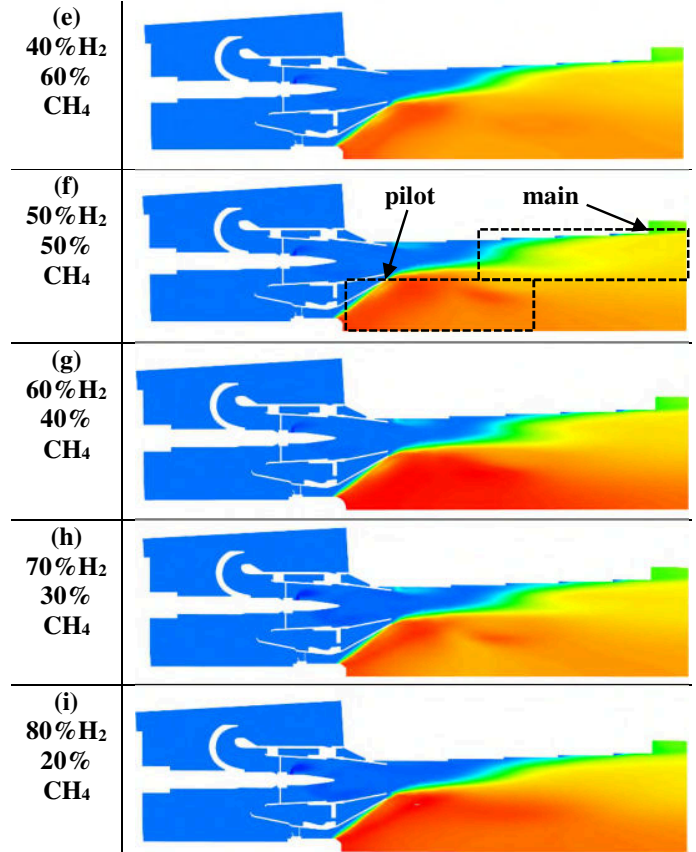 (e)
40%H2
60%
CH4
(f)
50%H2
50%
CH4
pilot
main
(g)
60%H2
40%
CH4
(h)
70%H2
30%
CH4
(i)
80%H2
20%
CH4